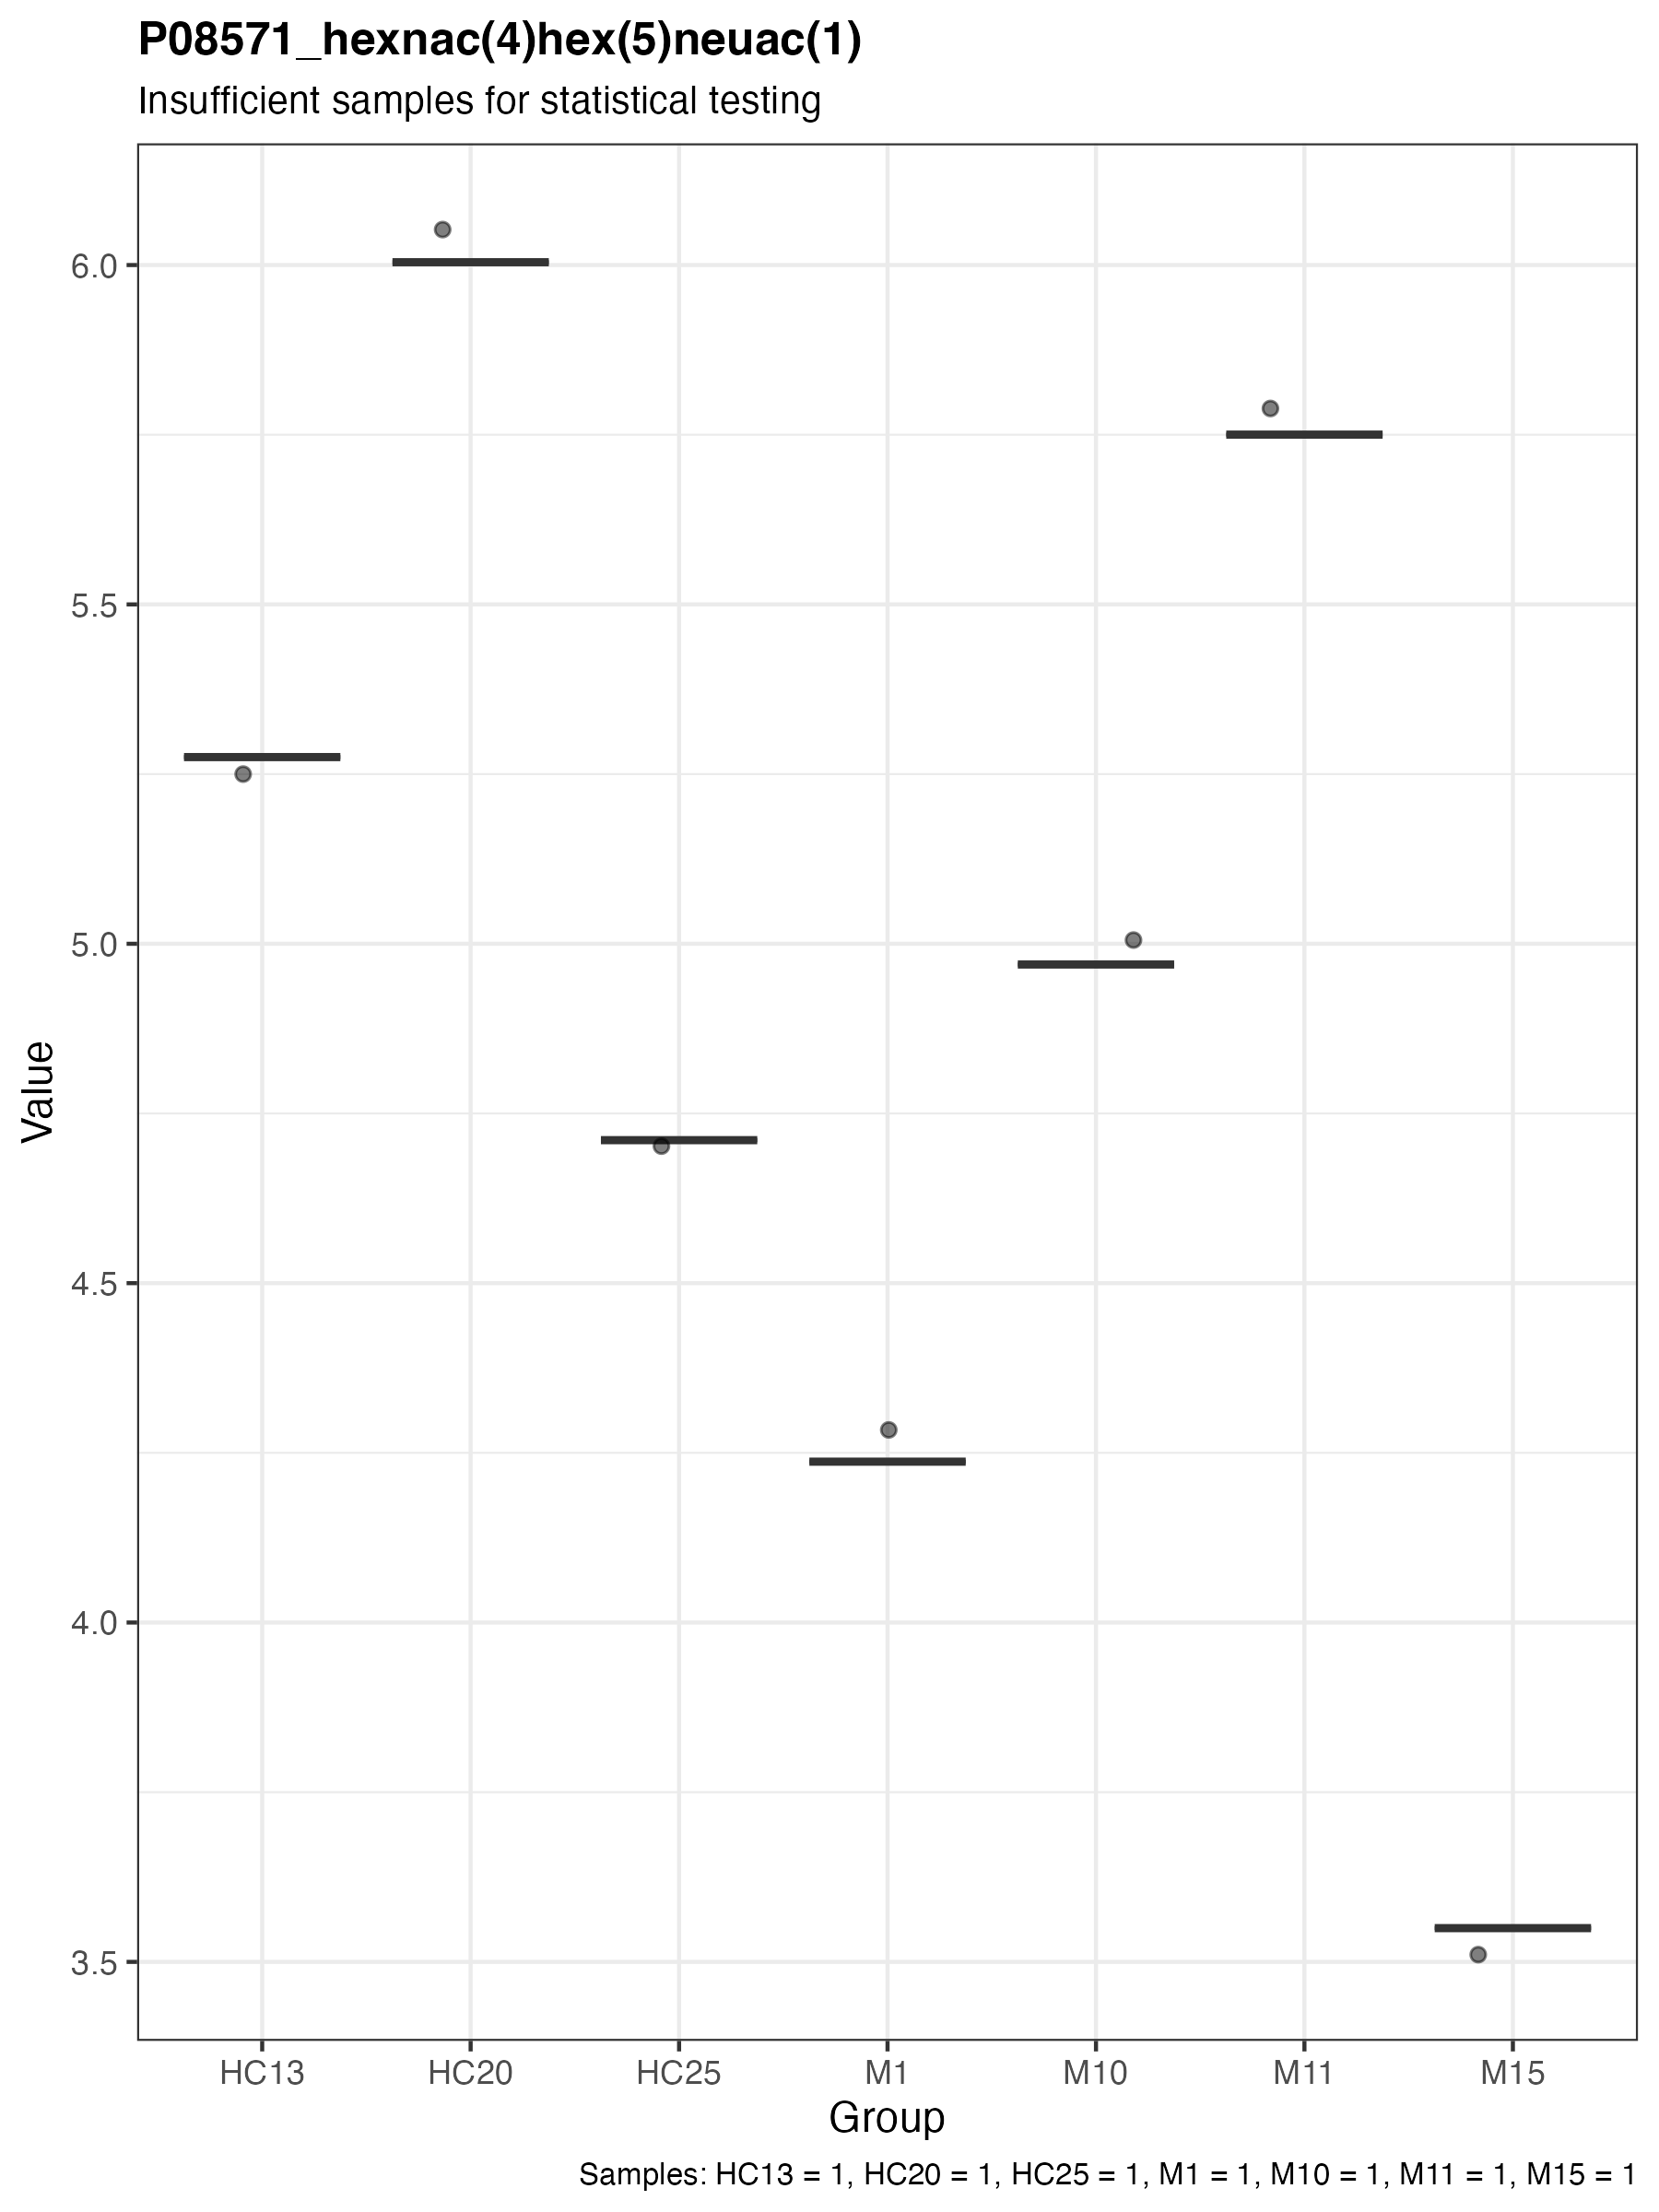 P08571_hexnac(4)hex(5)neuac(1)
Insufficient samples for statistical testing
6.0
5.5
5.0
4.5
4.0
3.5
Value
HC13 HC20 HC25 M1 M10 M11 M15
Group
Samples: HC13 = 1, HC20 = 1, HC25 = 1, M1 = 1, M10 = 1, M11 = 1, M15 = 1